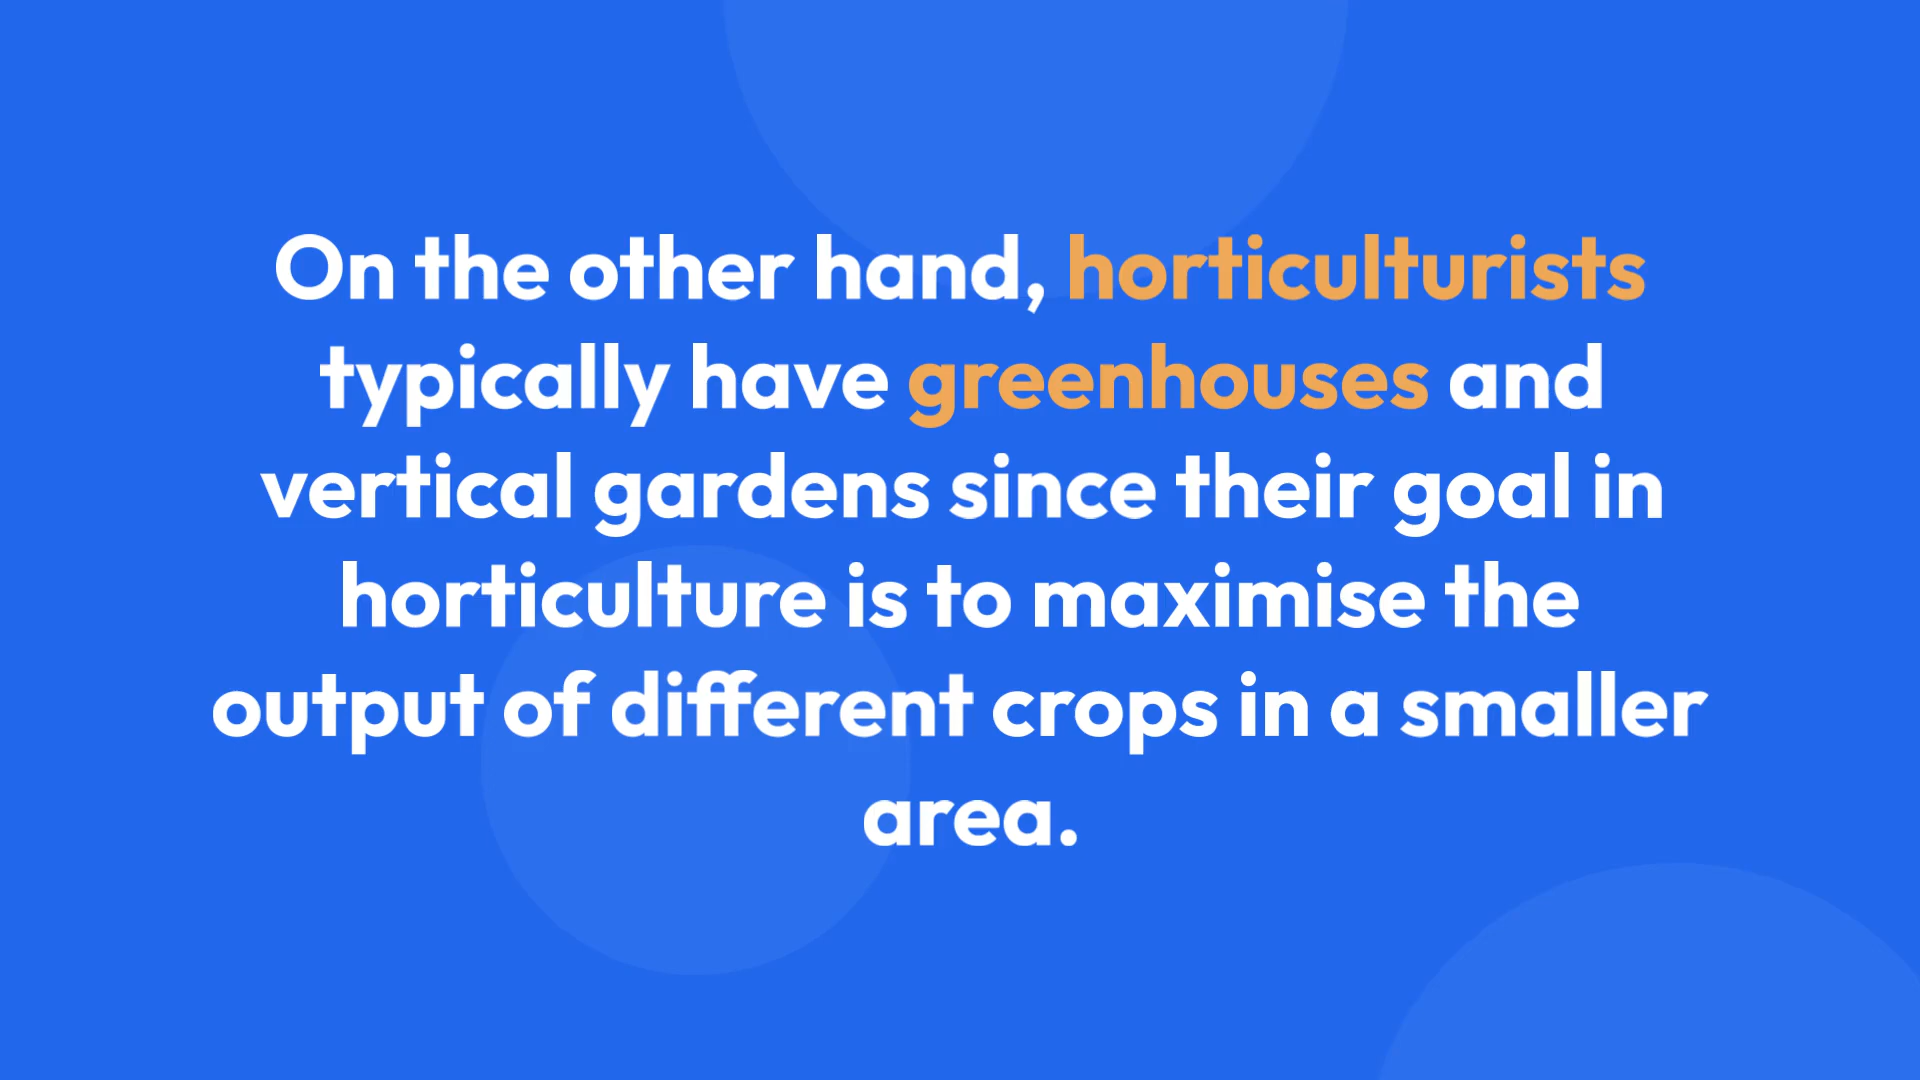 On the other hand, horticulturists
typically have greenhouses and
vertical gardens since their goal in
horticulture is to maximise the
output of different crops in a smaller
area.